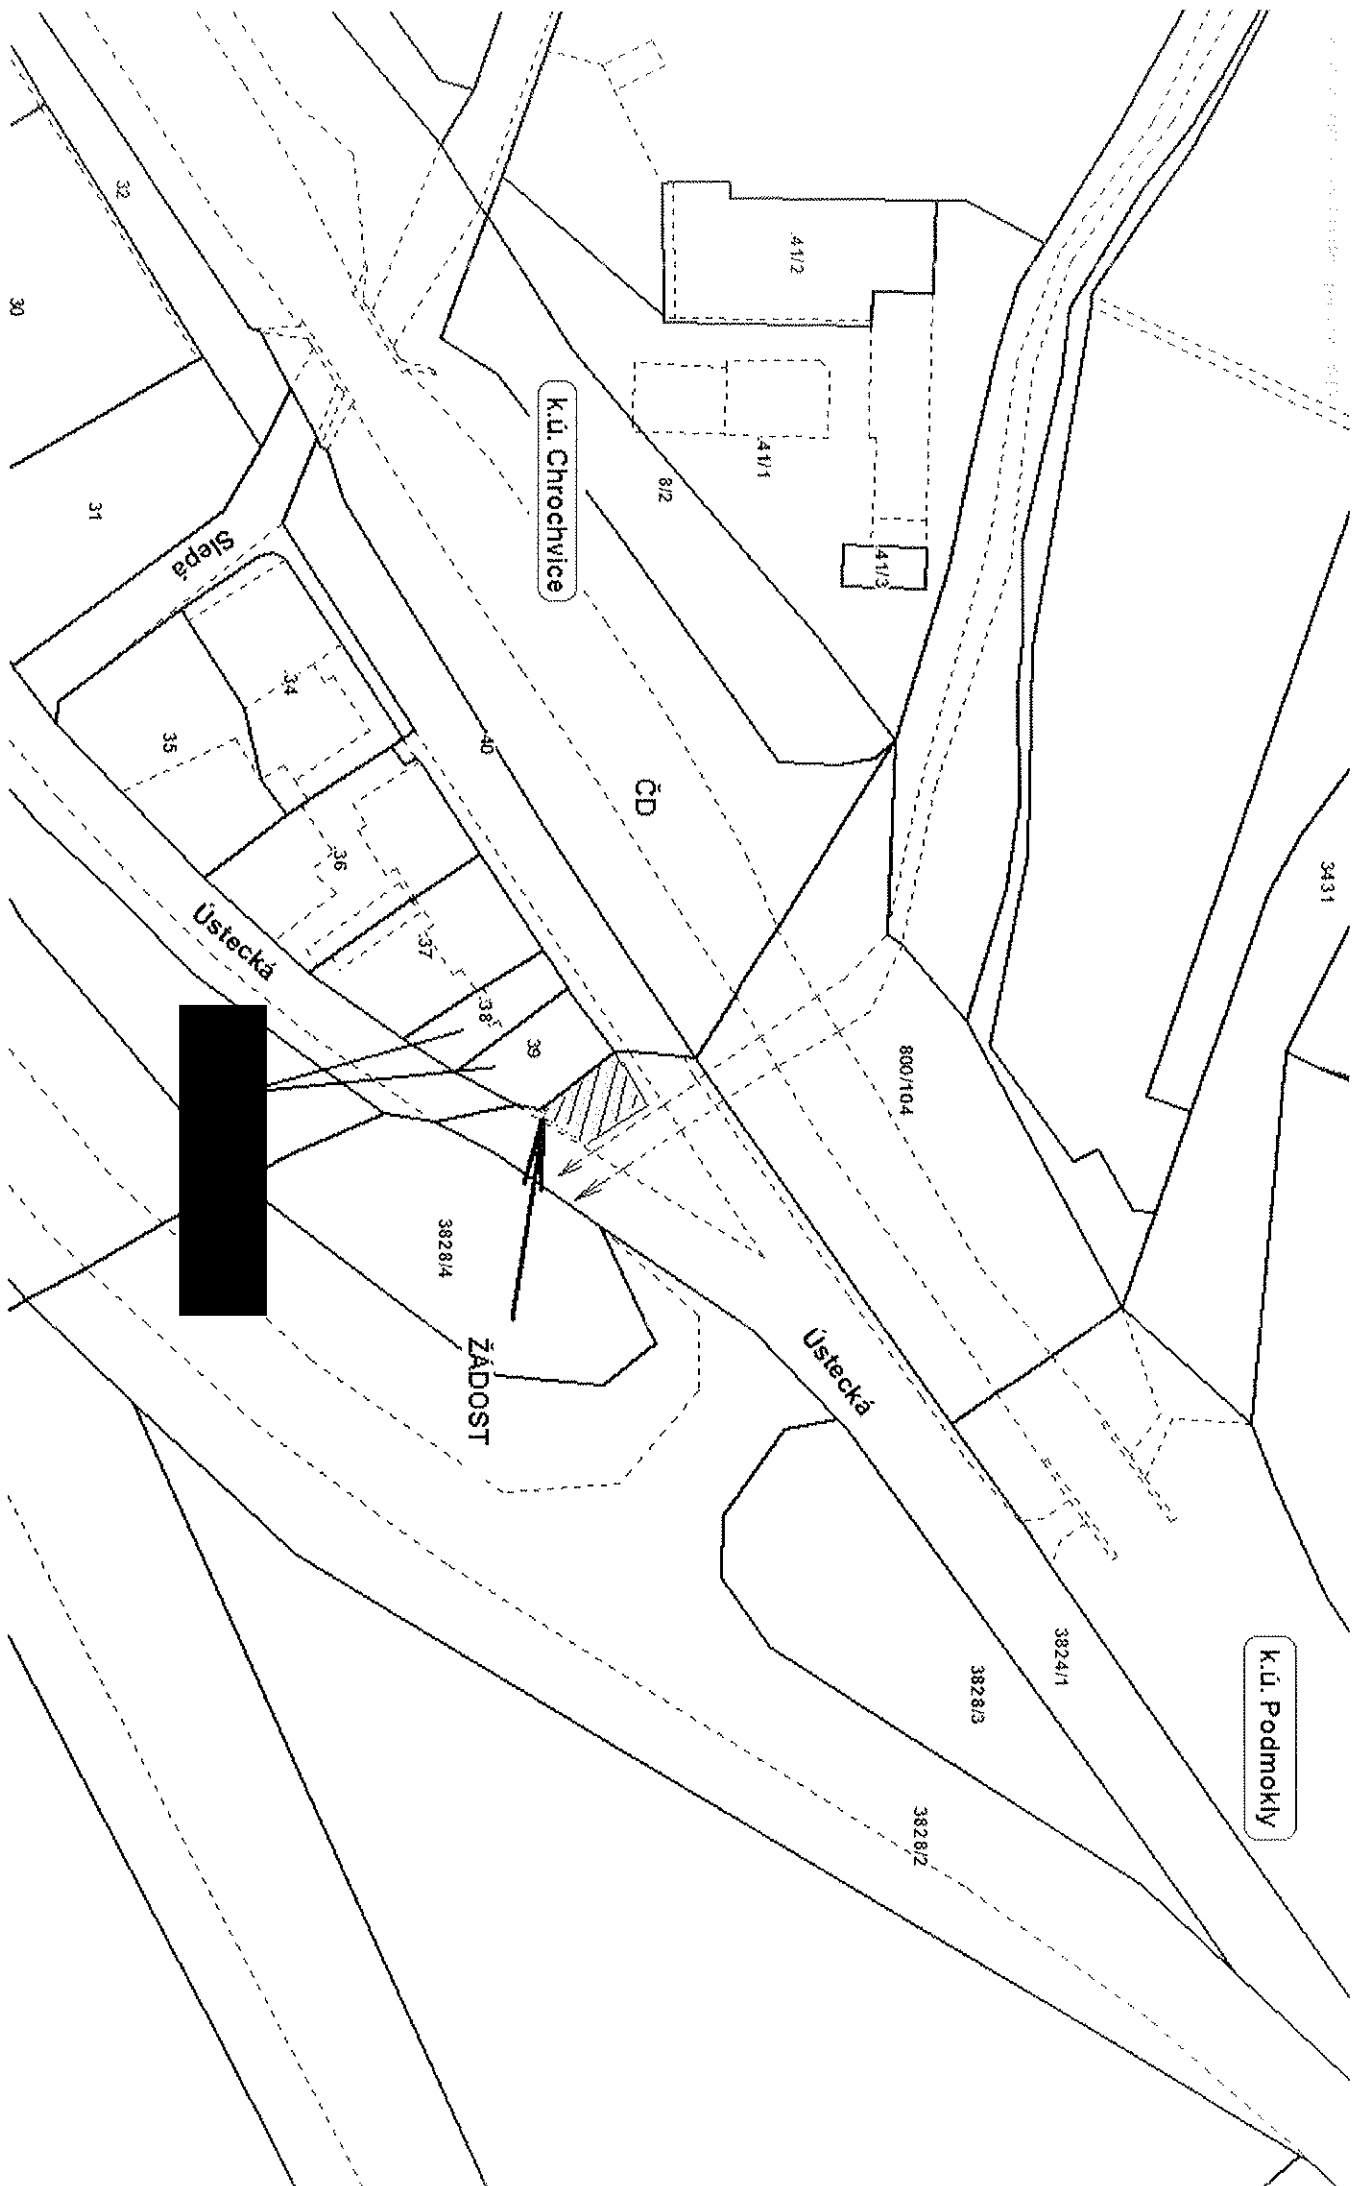 3431
k.ú. Podmokly
800/104
3824/1
3828/3
3828/2
Ústecká
.41/2
.41/1
.41/3
8/2
k.ú. Chrochvice
ČD
40
39
.38
.37
.36
.34
35
Slepá
Ústecká
32
31
30
3828/4
ŽÁDOST